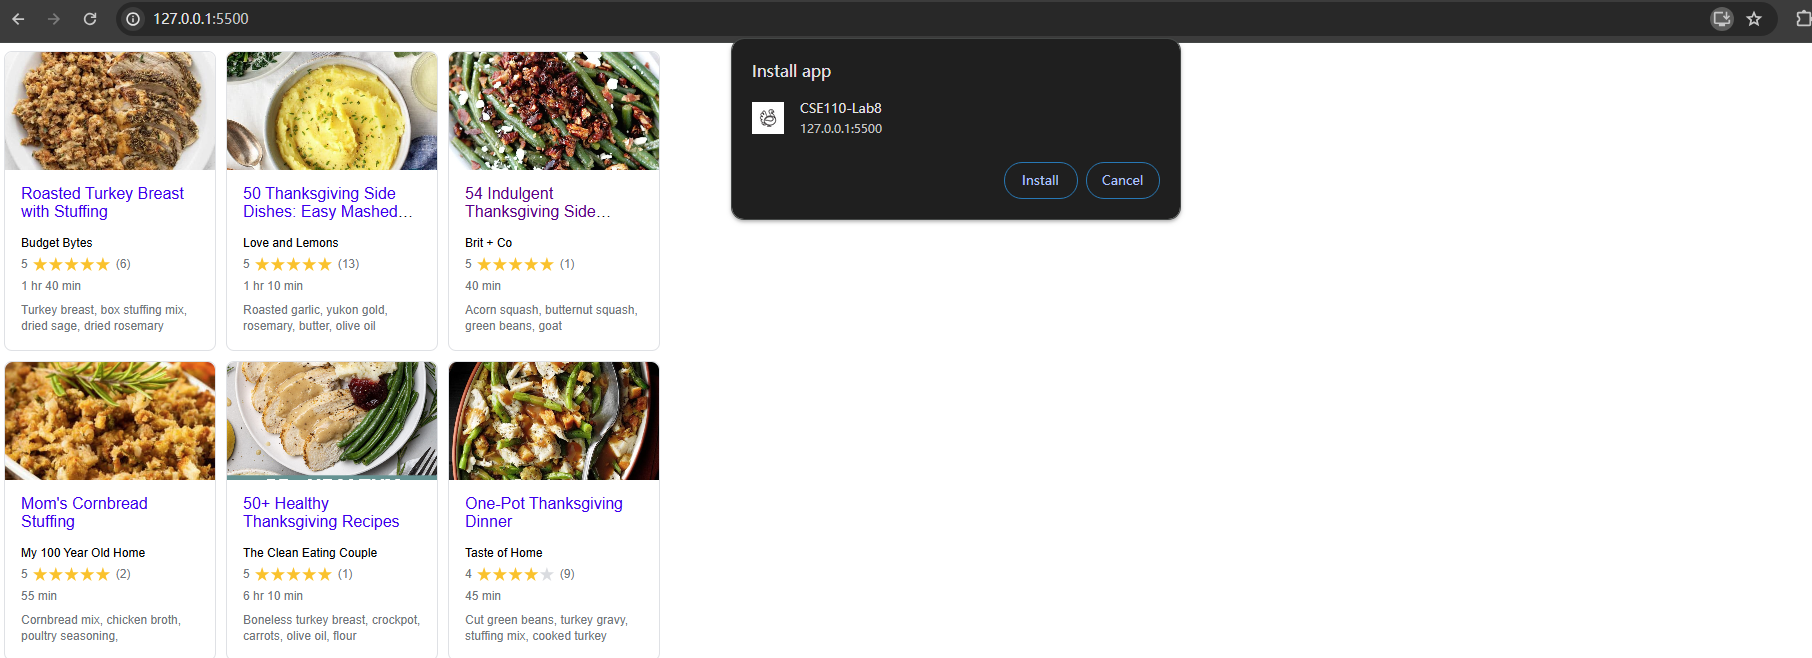 127.0.0.1:5500
Install app
CSE110-Lab8
127.0.0.1:5500
Install
Cancel
Roasted Turkey Breast
with Stuffing
Budget Bytes
5 (6)
1 hr 40 min
Turkey breast, box stuffing mix,
dried sage, dried rosemary
50 Thanksgiving Side
Dishes: Easy Mashed…
Love and Lemons
5 (13)
1 hr 10 min
Roasted garlic, yukon gold,
rosemary, butter, olive oil
54 Indulgent
Thanksgiving Side…
Brit + Co
5 (1)
40 min
Acorn squash, butternut squash,
green beans, goat
Mom's Cornbread
Stuffing
My 100 Year Old Home
5 (2)
55 min
Cornbread mix, chicken broth,
poultry seasoning,
50+ Healthy
Thanksgiving Recipes
The Clean Eating Couple
5 (1)
6 hr 10 min
Boneless turkey breast, crockpot,
carrots, olive oil, flour
One-Pot Thanksgiving
Dinner
Taste of Home
4 (9)
45 min
Cut green beans, turkey gravy,
stuffing mix, cooked turkey